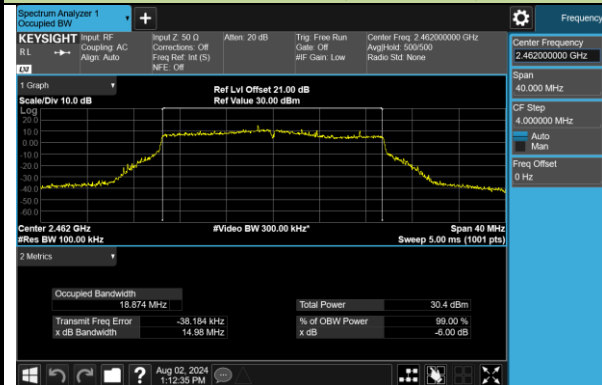 Spectrum Analyzer 1
Occupied BW
+
Frequency
KEYSIGHT
RL
LXI
Input: RF
Coupling: AC
Align: Auto
Input Z: 50 Ω
Corrections: Off
Freq Ref: Int (S)
NFE: Off
Atten: 20 dB
Trig: Free Run
Gate: Off
#IF Gain: Low
Center Freq: 2.462000000 GHz
Avg|Hold: 500/500
Radio Std: None
Center Frequency
2.462000000 GHz
Span
40.000 MHz
CF Step
4.000000 MHz
Auto
Man
Freq Offset
0 Hz
1 Graph
Scale/Div 10.0 dB
Ref Lvl Offset 21.00 dB
Ref Value 30.00 dBm
Log
20.0
10.0
0.00
-10.0
-20.0
-30.0
-40.0
-50.0
-60.0
Center 2.462 GHz
#Video BW 300.00 kHz*
Span 40 MHz
#Res BW 100.00 kHz
Sweep 5.00 ms (1001 pts)
2 Metrics
Occupied Bandwidth
18.874 MHz
Total Power
30.4 dBm
Transmit Freq Error
-38.184 kHz
% of OBW Power
99.00 %
x dB Bandwidth
14.98 MHz
x dB
-6.00 dB
?
Aug 02, 2024
1:12:35 PM